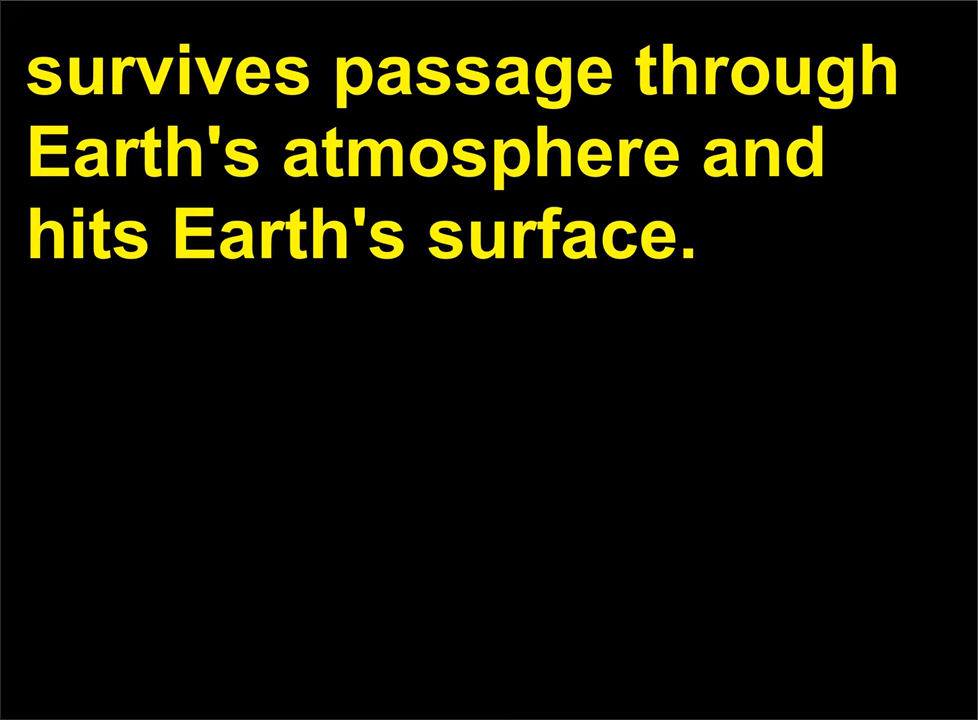 survives passage through
Earth's atmosphere and
hits Earth's surface.